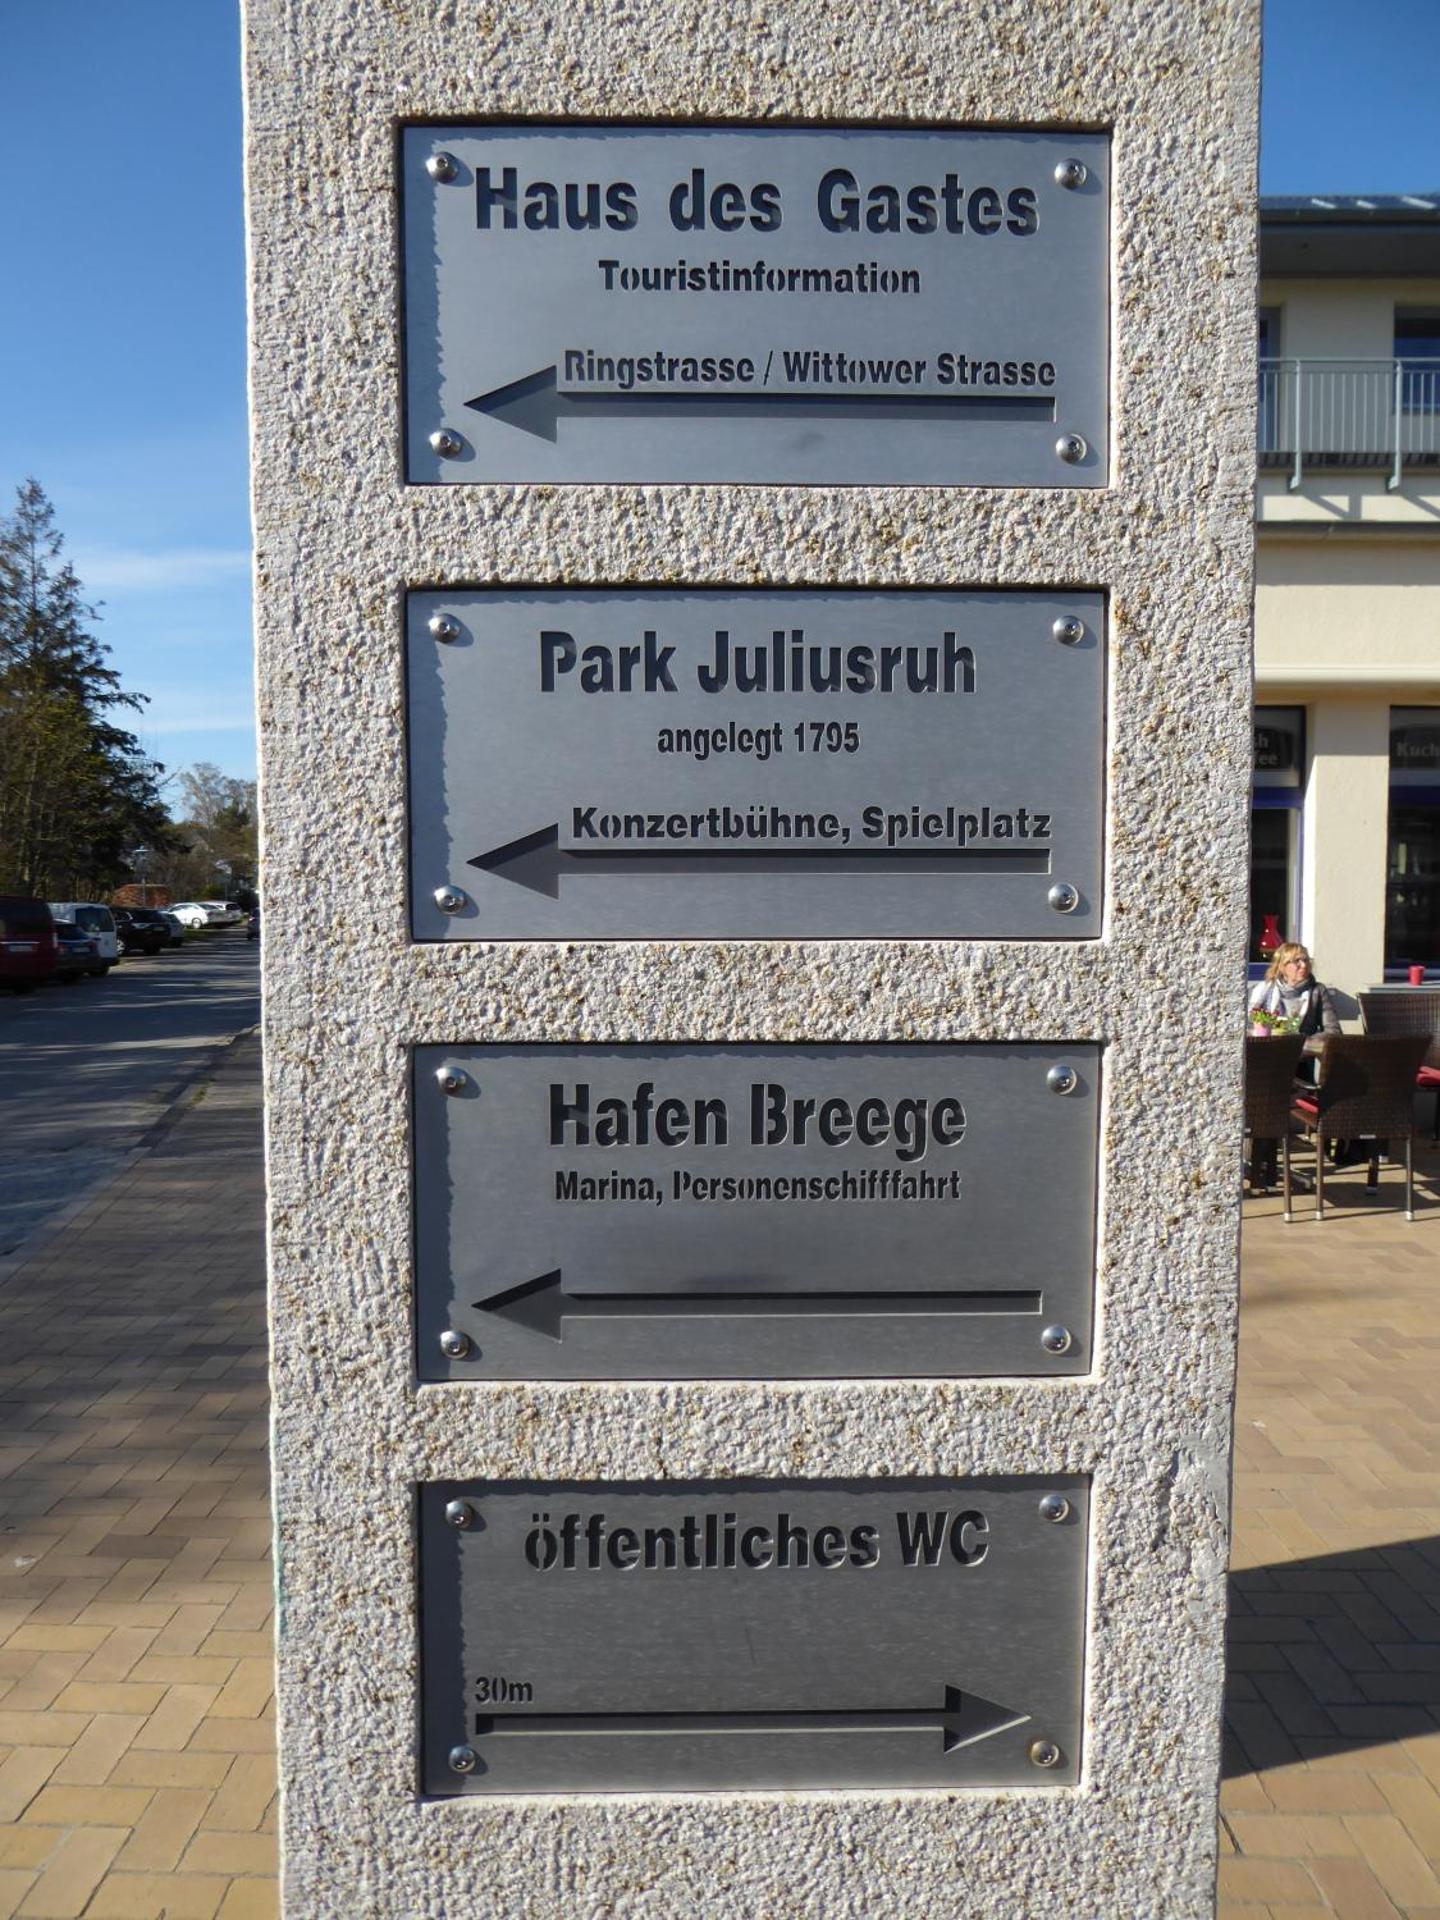 Haus des Gastes
Touristinformation
Ringstrasse / Wittower Strasse
Park Juliusruh
angelegt 1795
Konzertbühne, Spielplatz
Hafen Breege
Marina, Personenschifffahrt
öffentliches WC
30m